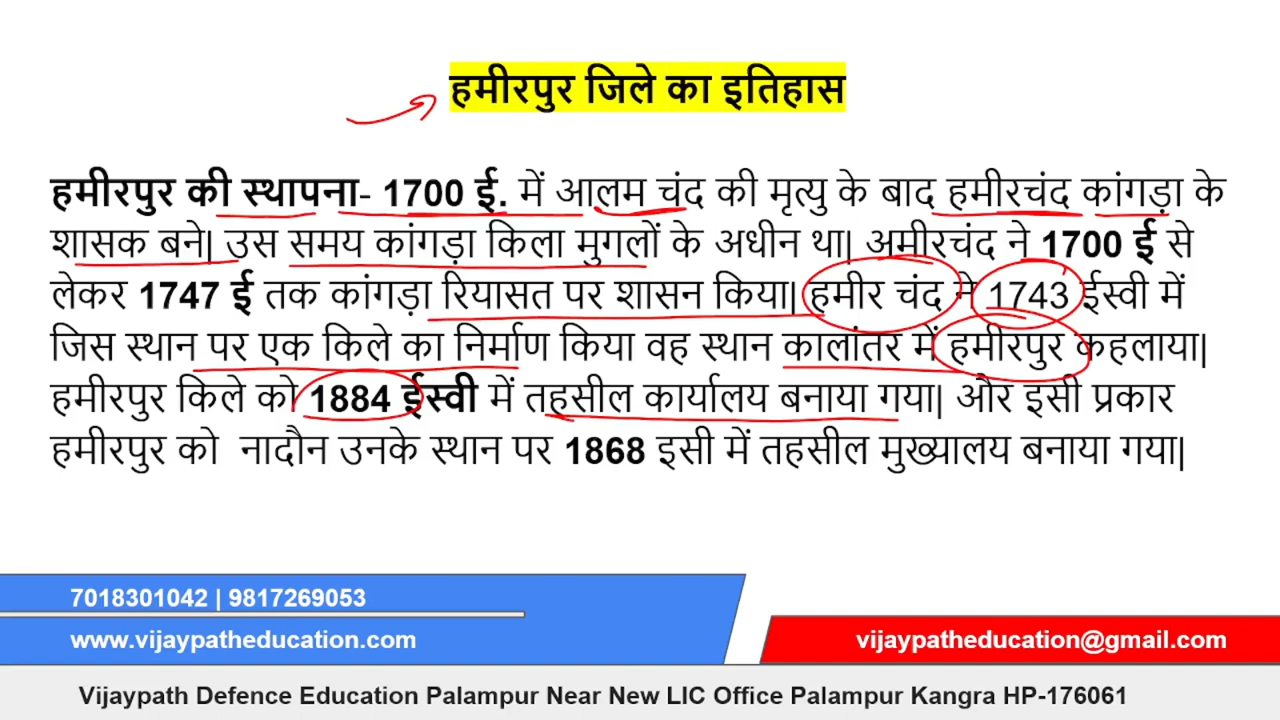 हमीरपुर जिले का इतिहास
हमीरपुर की स्थापना- 1700 ई. में आलम चंद की मृत्यु के बाद हमीरचंद कांगड़ा के
शासक बने| उस समय कांगड़ा किला मुगलों के अधीन था| अमीरचंद ने 1700 ई से
लेकर 1747 ई तक कांगड़ा रियासत पर शासन किया| हमीर चंद ने 1743 ईस्वी में
जिस स्थान पर एक किले का निर्माण किया वह स्थान कालांतर में हमीरपुर कहलाया|
हमीरपुर किले को 1884 ईस्वी में तहसील कार्यालय बनाया गया| और इसी प्रकार
हमीरपुर को नादौन उनके स्थान पर 1868 इसी में तहसील मुख्यालय बनाया गया|
7018301042 | 9817269053
www.vijaypatheducation.com
vijaypatheducation@gmail.com
Vijaypath Defence Education Palampur Near New LIC Office Palampur Kangra HP-176061